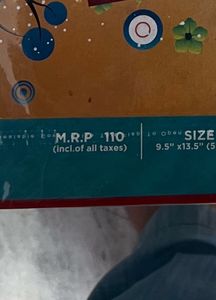 M.R.P 110
(incl.of all taxes)
SIZE
9.5" x13.5" (5